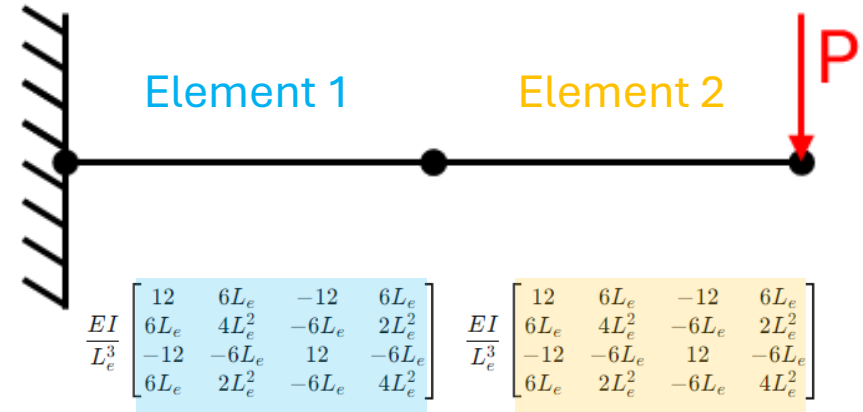 P
Element 1
Element 2
EI
L_e^3
12 6L_e −12 6L_e
6L_e 4L_e^2 −6L_e 2L_e^2
−12 −6L_e 12 −6L_e
6L_e 2L_e^2 −6L_e 4L_e^2
EI
L_e^3
12 6L_e −12 6L_e
6L_e 4L_e^2 −6L_e 2L_e^2
−12 −6L_e 12 −6L_e
6L_e 2L_e^2 −6L_e 4L_e^2